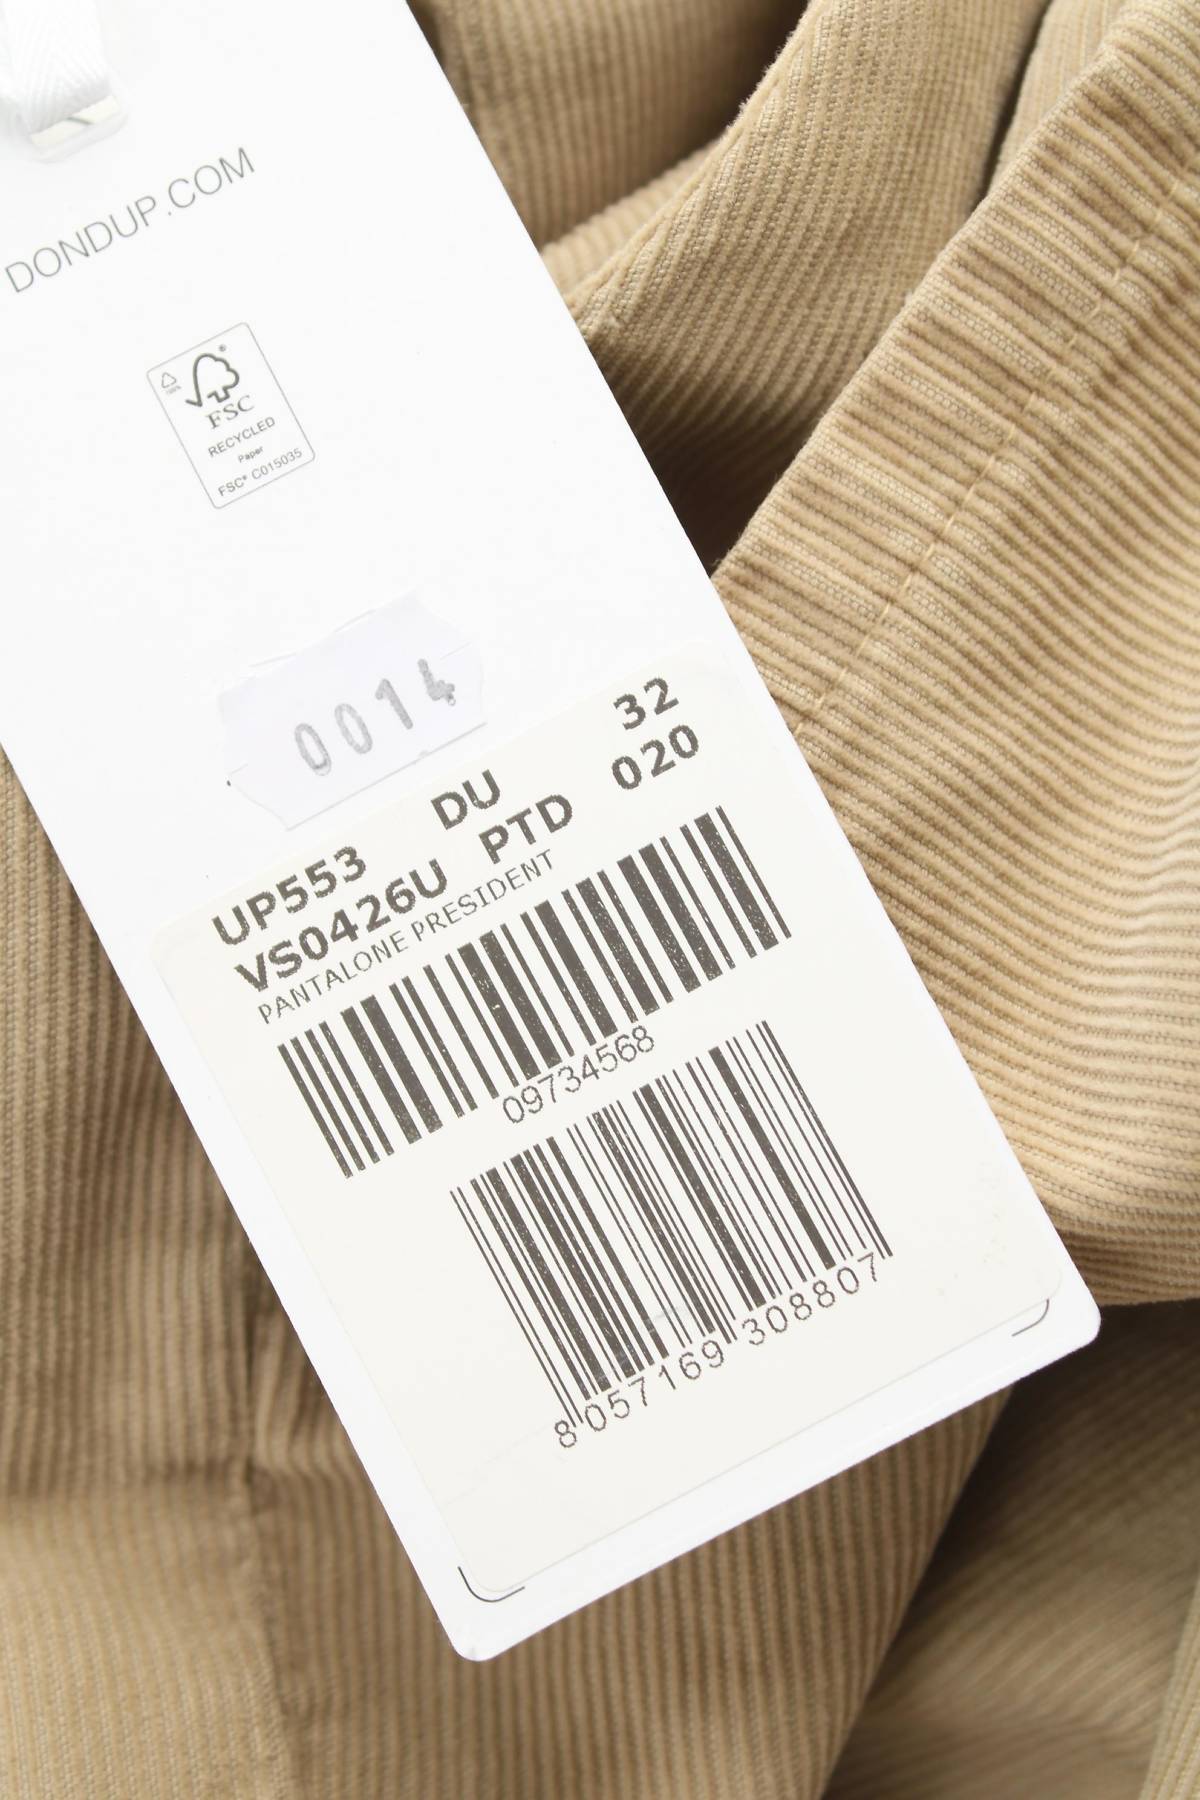 DONDUP.COM
100%
FSC
RECYCLED
Paper
FSC® C015035
0014
UP553 DU 32
VS0426U PTD 020
PANTALONE PRESIDENT
09734568
8 057169 308807